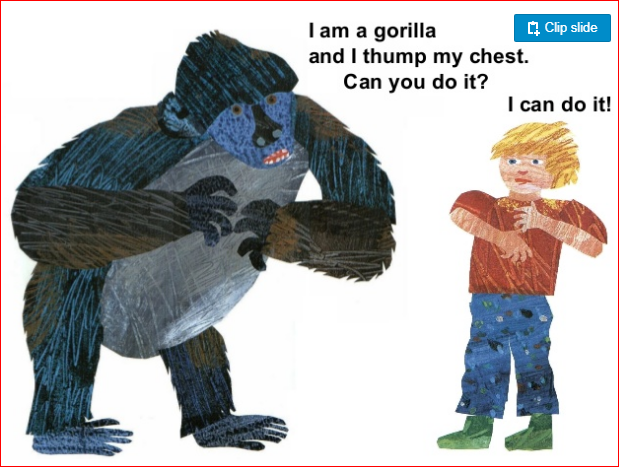 I am a gorilla
and I thump my chest.
Can you do it?
I can do it!
Clip slide